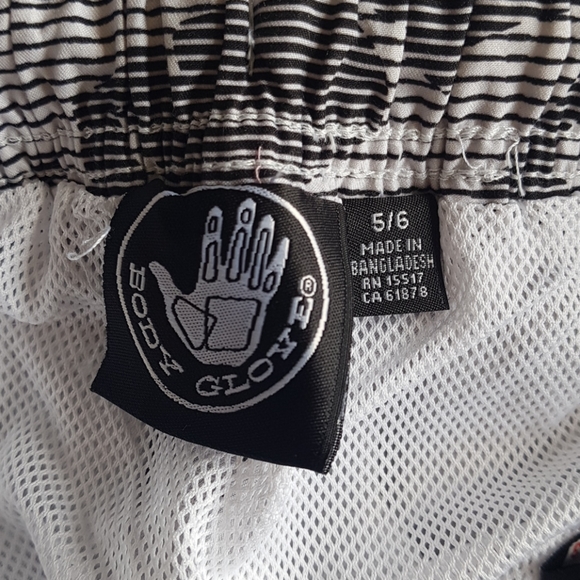 BODY GLOVE®
5/6
MADE IN
BANGLADESH
RN 15517
CA 61878